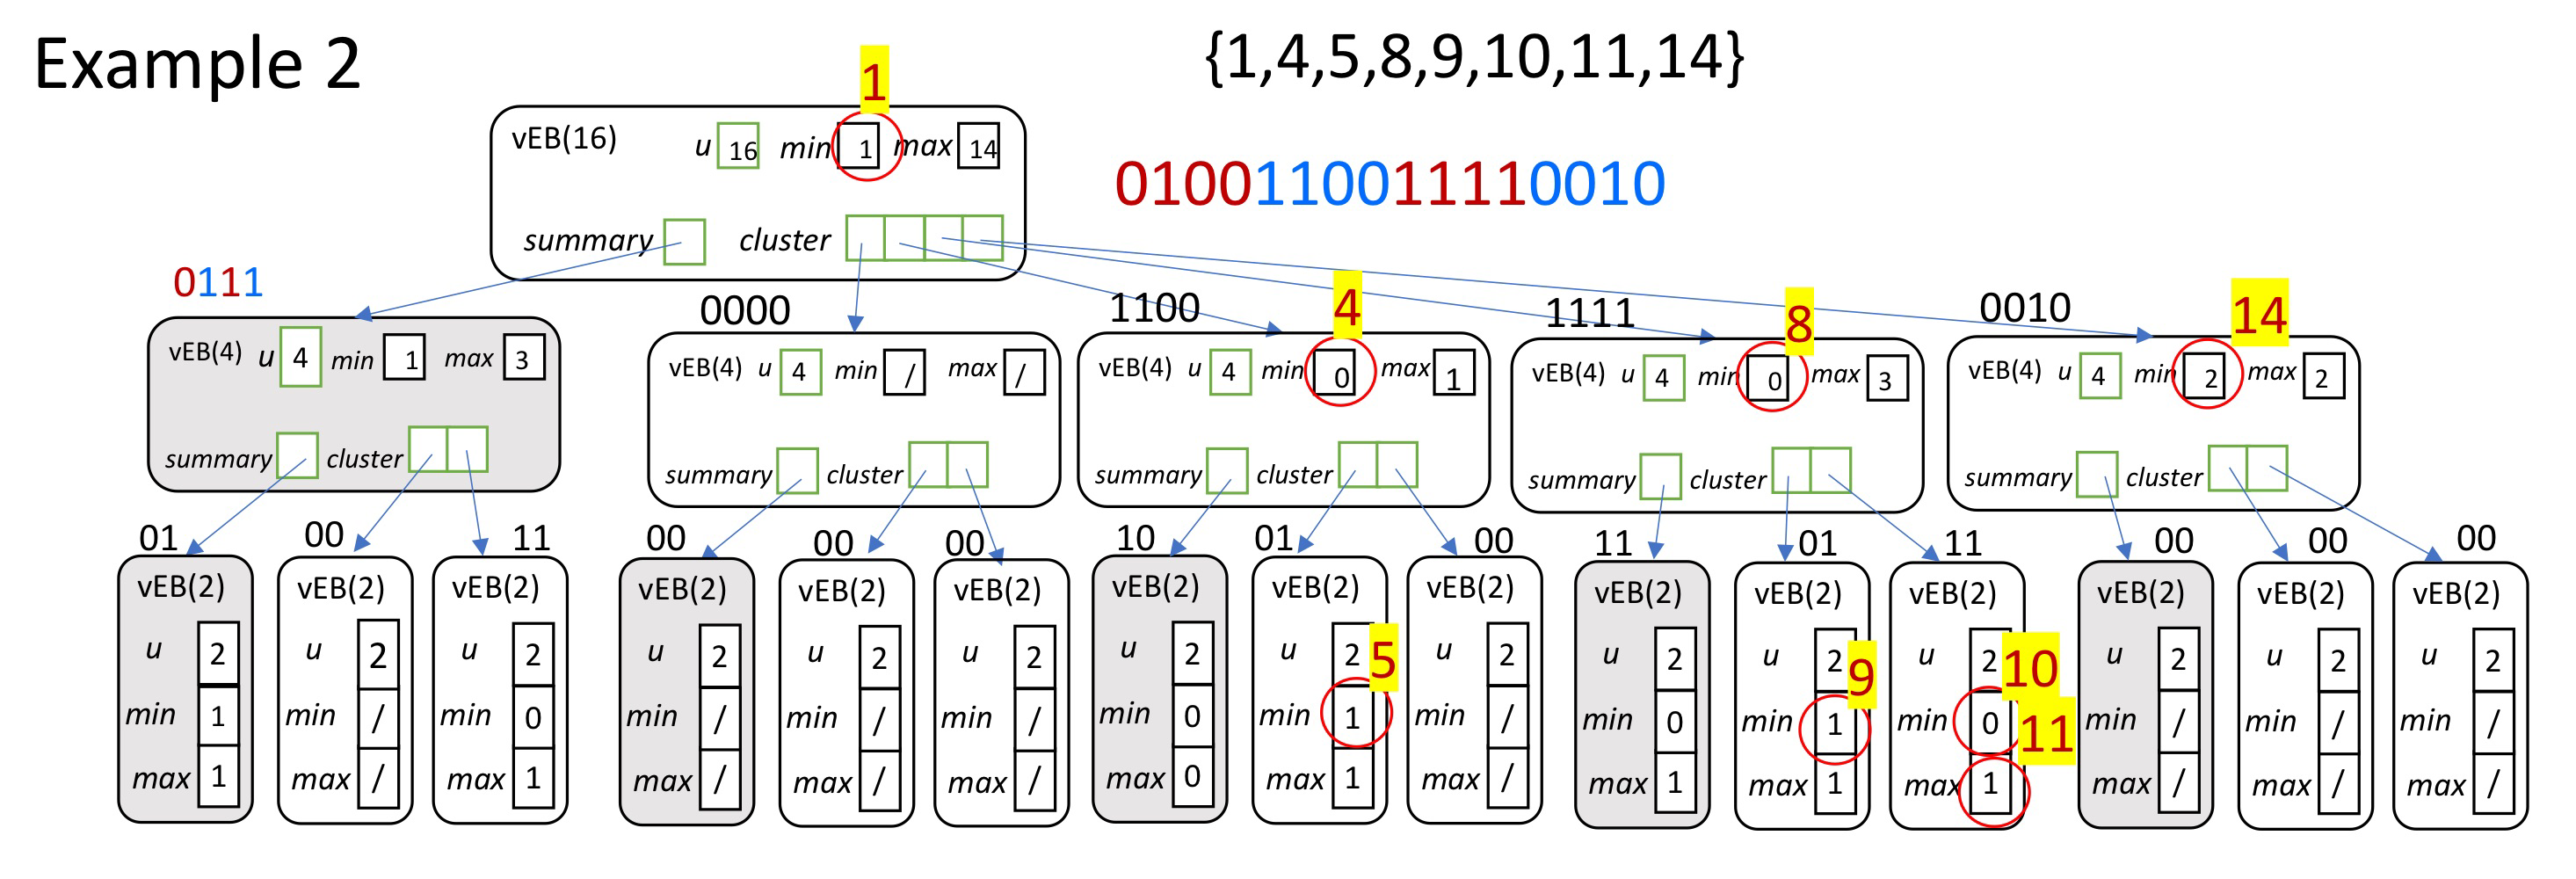 Example 2
{1,4,5,8,9,10,11,14}
1
vEB(16) u 16 min 1 max 14
0100110011110010
summary cluster
0111
0000
1100
4
1111
8
0010
14
vEB(4) u 4 min 1 max 3
summary cluster
vEB(4) u 4 min / max /
summary cluster
vEB(4) u 4 min 0 max 1
summary cluster
vEB(4) u 4 min 0 max 3
summary cluster
vEB(4) u 4 min 2 max 2
summary cluster
01
vEB(2)
u 2
min 1
max 1
00
vEB(2)
u 2
min /
max /
11
vEB(2)
u 2
min 0
max 1
00
vEB(2)
u 2
min /
max /
00
vEB(2)
u 2
min /
max /
00
vEB(2)
u 2
min /
max /
10
vEB(2)
u 2
min 0
max 0
01
vEB(2)
u 2 5
min 1
max 1
00
vEB(2)
u 2
min /
max /
11
vEB(2)
u 2
min 0
max 1
01
vEB(2)
u 2 9
min 1
max 1
11
vEB(2)
u 2 10
min 0 11
max 1
00
vEB(2)
u 2
min /
max /
00
vEB(2)
u 2
min /
max /
00
vEB(2)
u 2
min /
max /